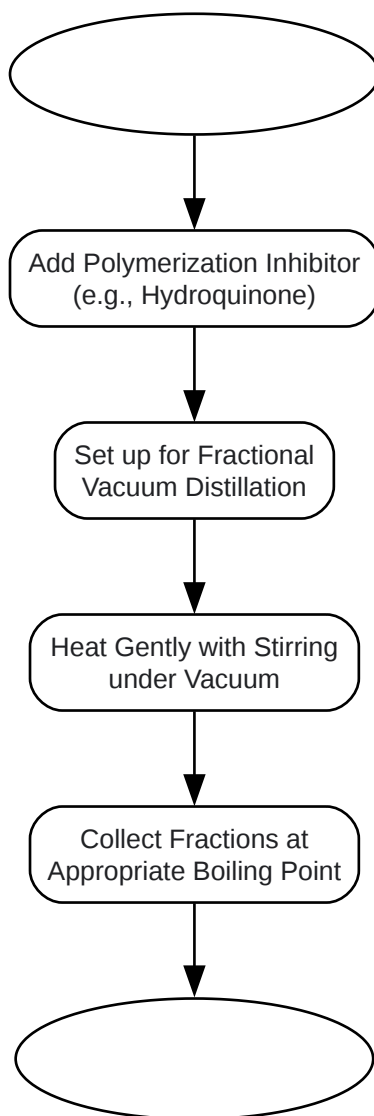 Add Polymerization Inhibitor
(e.g., Hydroquinone)
Set up for Fractional
Vacuum Distillation
Heat Gently with Stirring
under Vacuum
Collect Fractions at
Appropriate Boiling Point